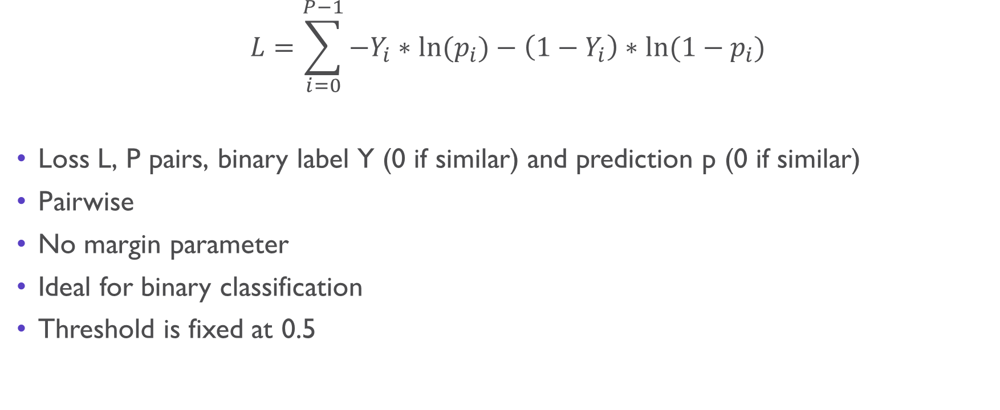 L = \sum_{i=0}^{P-1} -Y_i * ln(p_i) - (1 - Y_i) * ln(1 - p_i)
• Loss L, P pairs, binary label Y (0 if similar) and prediction p (0 if similar)
• Pairwise
• No margin parameter
• Ideal for binary classification
• Threshold is fixed at 0.5